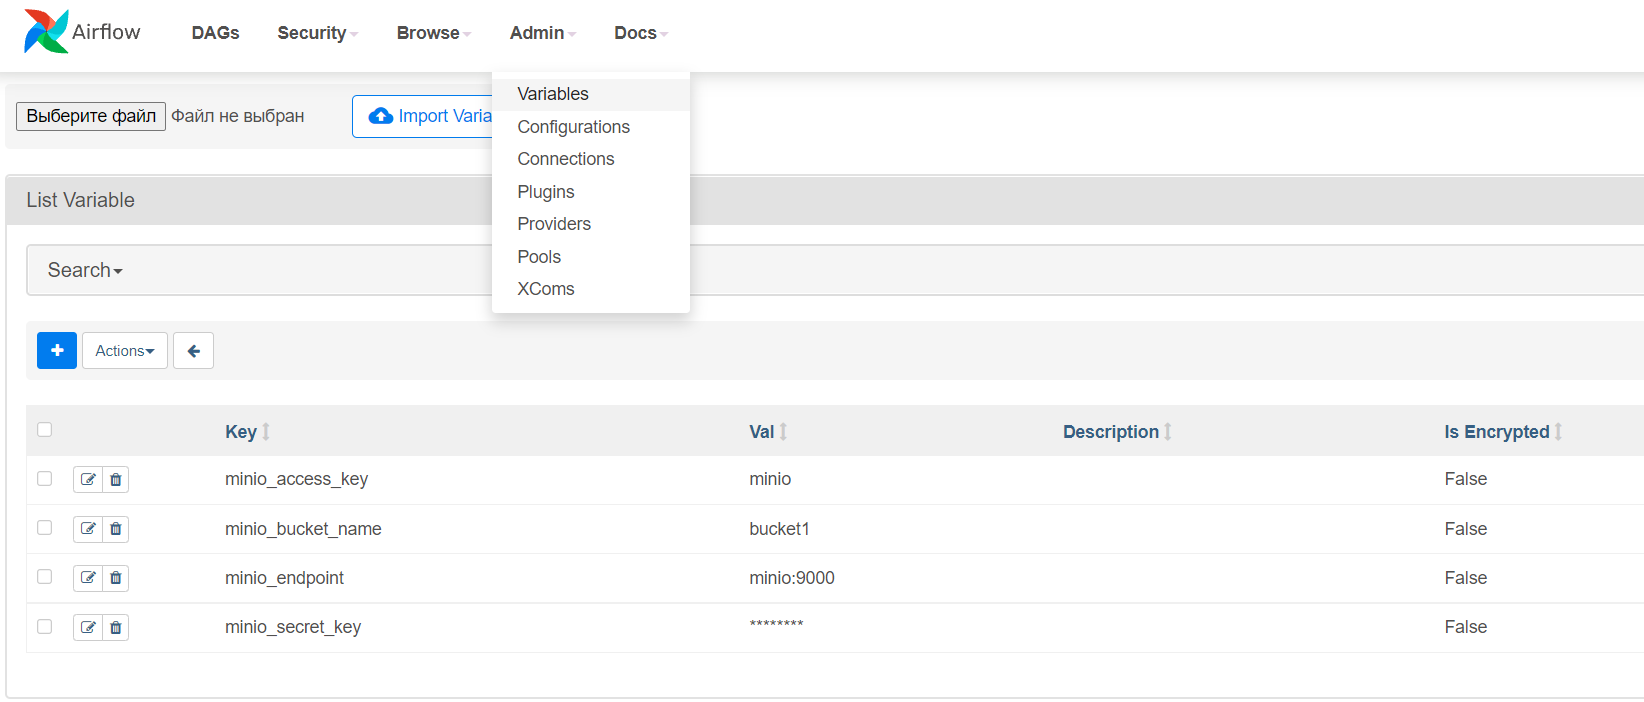 Airflow DAGs Security Browse Admin Docs
Variables
Выберите файл Файл не выбран Import Varia
Configurations
Connections
Plugins
List Variable
Providers
Pools
Search
XComs
Actions
Key Val Description Is Encrypted
minio_access_key minio False
minio_bucket_name bucket1 False
minio_endpoint minio:9000 False
minio_secret_key ******** False